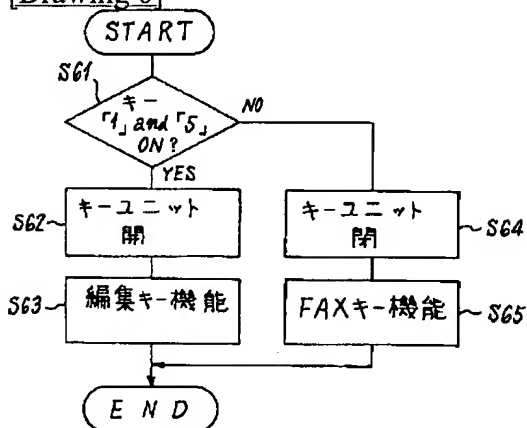 START
S61
キー
「1」and「5」
ON?
NO
YES
S62
キーユニット
開
キーユニット
閉
S64
S63
編集キー機能
FAXキー機能
S65
END